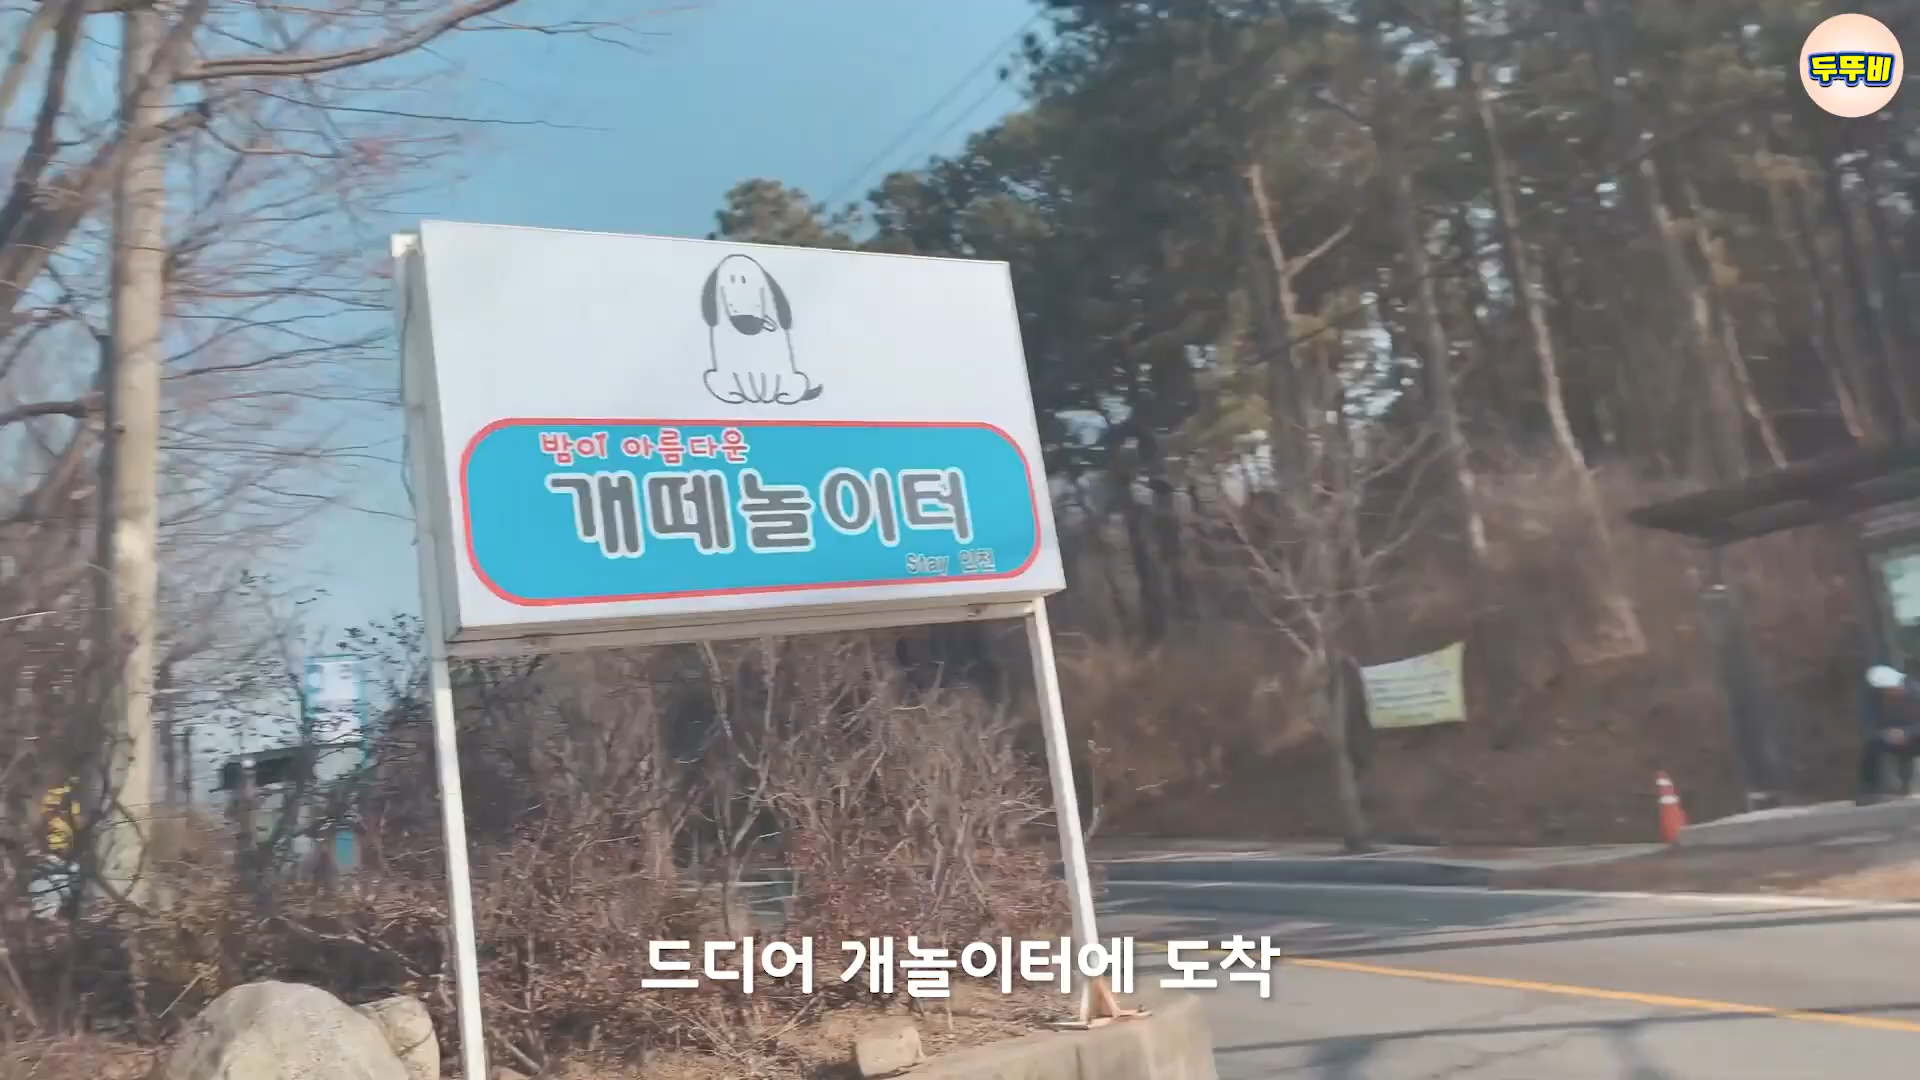 두뚜비
밤이 아름다운
개떼놀이터
Stay 인천
드디어 개놀이터에 도착